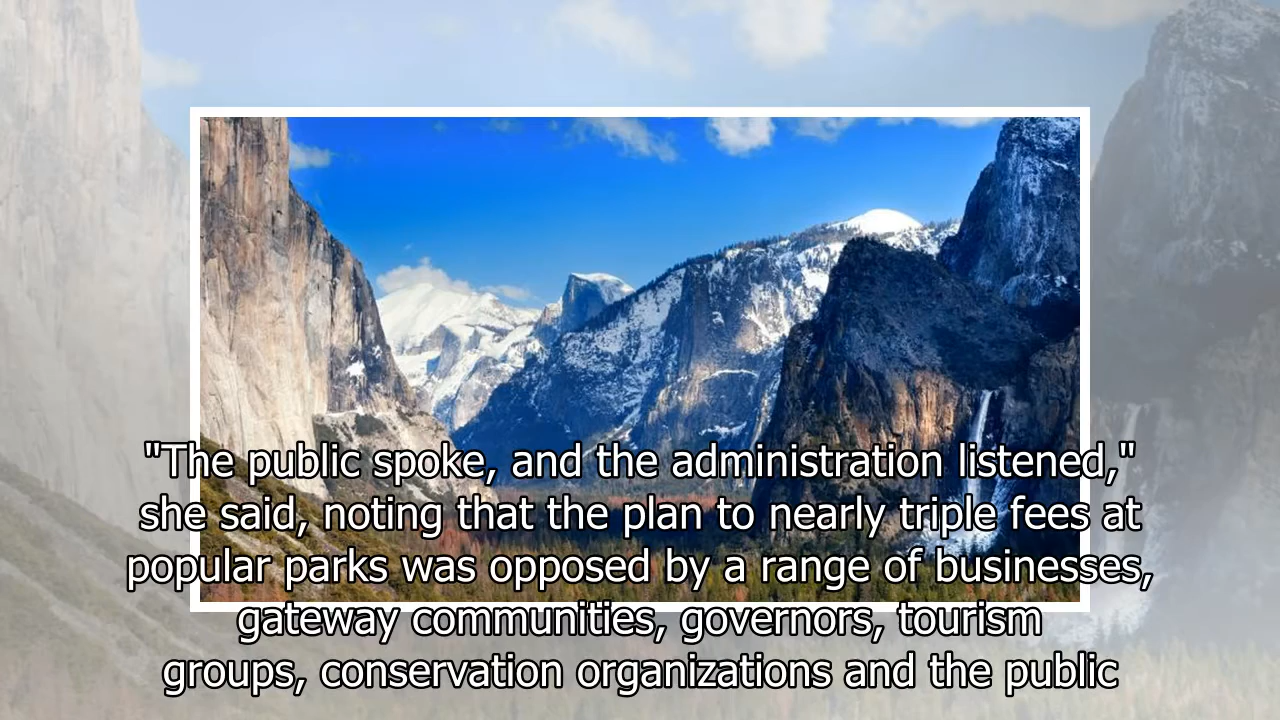 "The public spoke, and the administration listened,"
she said, noting that the plan to nearly triple fees at
popular parks was opposed by a range of businesses,
gateway communities, governors, tourism
groups, conservation organizations and the public